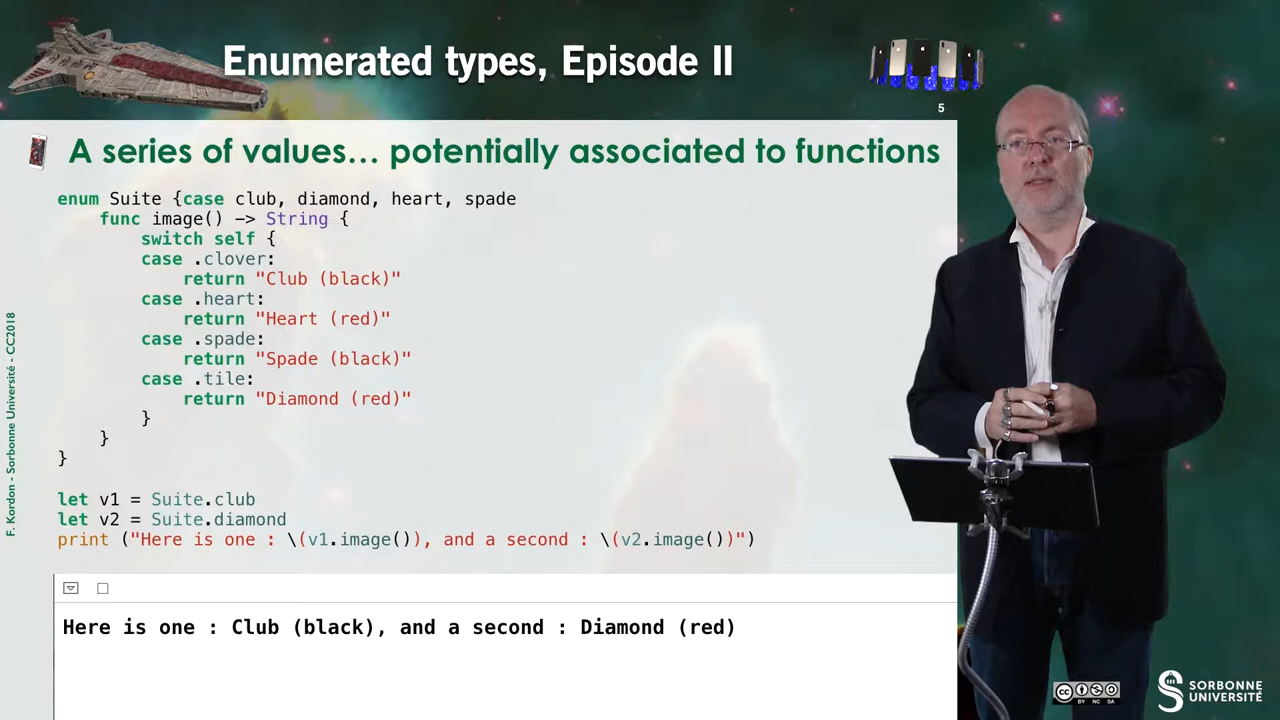 Enumerated types, Episode II
5
A series of values... potentially associated to functions
enum Suite {case club, diamond, heart, spade
func image() -> String {
switch self {
case .clover:
return "Club (black)"
case .heart:
return "Heart (red)"
case .spade:
return "Spade (black)"
case .tile:
return "Diamond (red)"
}
}
}
let v1 = Suite.club
let v2 = Suite.diamond
print ("Here is one : \(v1.image()), and a second : \(v2.image())")
Here is one : Club (black), and a second : Diamond (red)
F. Kordon - Sorbonne Université - CC2018
cc
BY NC SA
SORBONNE
UNIVERSITÉ